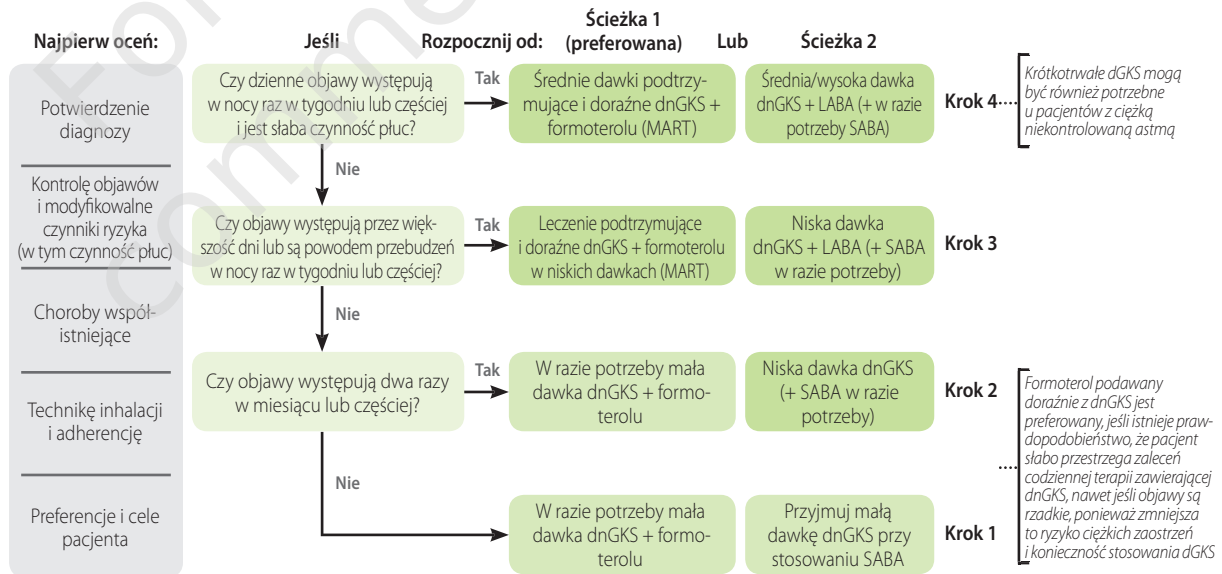 Najpierw oceń:
Jeśli
Rozpocznij od:
Ścieżka 1
(preferowana)
Lub
Ścieżka 2
Potwierdzenie
diagnozy
Kontrolę objawów
i modyfikowalne
czynniki ryzyka
(w tym czynność płuc)
Choroby współ-
istniejące
Technikę inhalacji
i adherencję
Preferencje i cele
pacjenta
Czy dzienne objawy występują
w nocy raz w tygodniu lub częściej
i jest słaba czynność płuc?
Tak
Średnie dawki podtrzy-
mujące i doraźne dnGKS +
formoterolu (MART)
Średnia/wysoka dawka
dnGKS + LABA (+ w razie
potrzeby SABA)
Krok 4
Krótkotrwałe dGKS mogą
być również potrzebne
u pacjentów z ciężką
niekontrolowaną astmą
Nie
Czy objawy występują przez więk-
szość dni lub są powodem przebudzeń
w nocy raz w tygodniu lub częściej?
Tak
Leczenie podtrzymujące
i doraźne dnGKS + formoterolu
w niskich dawkach (MART)
Niska dawka
dnGKS + LABA (+ SABA
w razie potrzeby)
Krok 3
Nie
Czy objawy występują dwa razy
w miesiącu lub częściej?
Tak
W razie potrzeby mała
dawka dnGKS + formo-
terolu
Niska dawka dnGKS
(+ SABA w razie
potrzeby)
Krok 2
Nie
W razie potrzeby mała
dawka dnGKS + formo-
terolu
Przyjmuj małą
dawkę dnGKS przy
stosowaniu SABA
Krok 1
Formoterol podawany
doraźnie z dnGKS jest
preferowany, jeśli istnieje praw-
dopodobieństwo, że pacjent
słabo przestrzega zaleceń
codziennej terapii zawierającej
dnGKS, nawet jeśli objawy są
rzadkie, ponieważ zmniejsza
to ryzyko ciężkich zaostrzeń
i konieczność stosowania dGKS